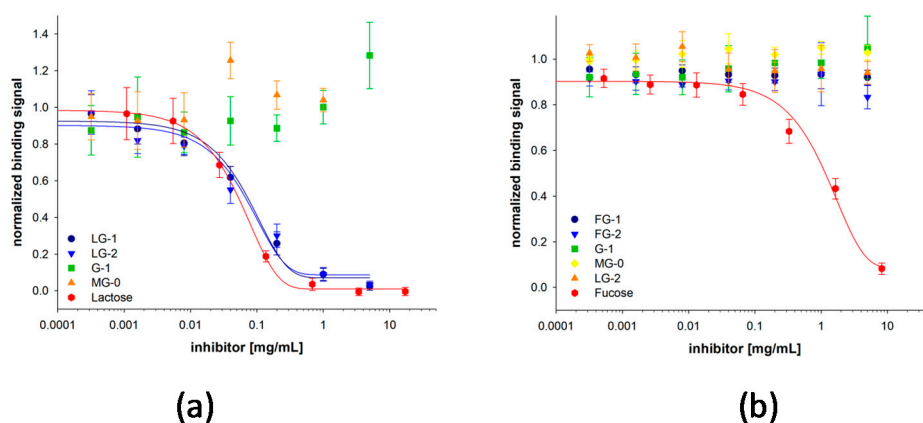 1.4
1.2
1.0
0.8
0.6
0.4
0.2
0.0
normalized binding signal
LG-1
LG-2
G-1
MG-0
Lactose
0.0001 0.001 0.01 0.1 1 10
inhibitor [mg/mL]
(a)
1.2
1.0
0.8
0.6
0.4
0.2
0.0
normalized binding signal
FG-1
FG-2
G-1
MG-0
LG-2
Fucose
0.0001 0.001 0.01 0.1 1 10
inhibitor [mg/mL]
(b)